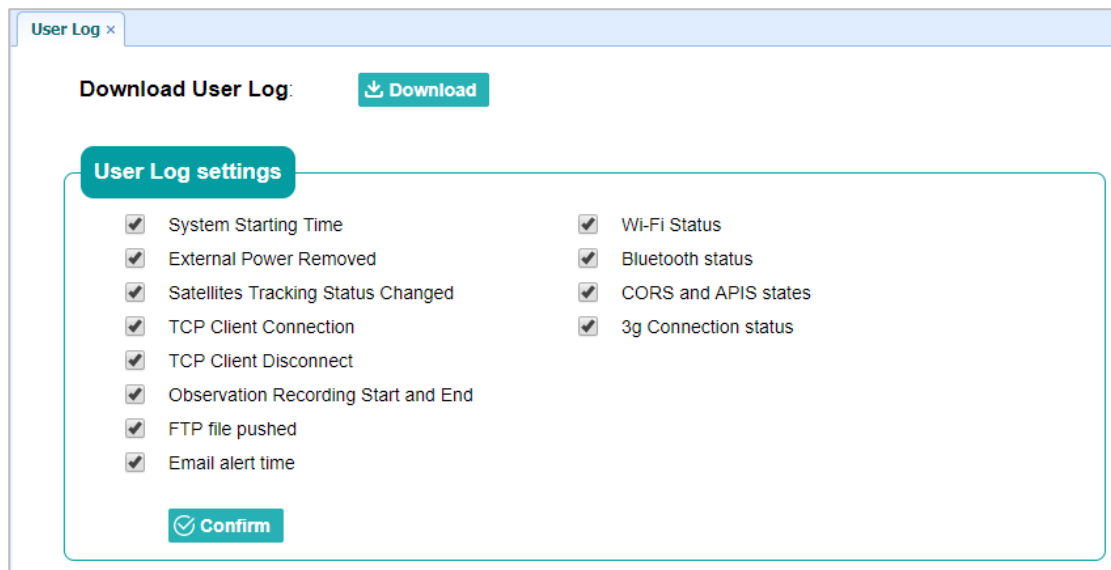 User Log ×
Download User Log: Download
User Log settings
System Starting Time
External Power Removed
Satellites Tracking Status Changed
TCP Client Connection
TCP Client Disconnect
Observation Recording Start and End
FTP file pushed
Email alert time
Wi-Fi Status
Bluetooth status
CORS and APIS states
3g Connection status
Confirm